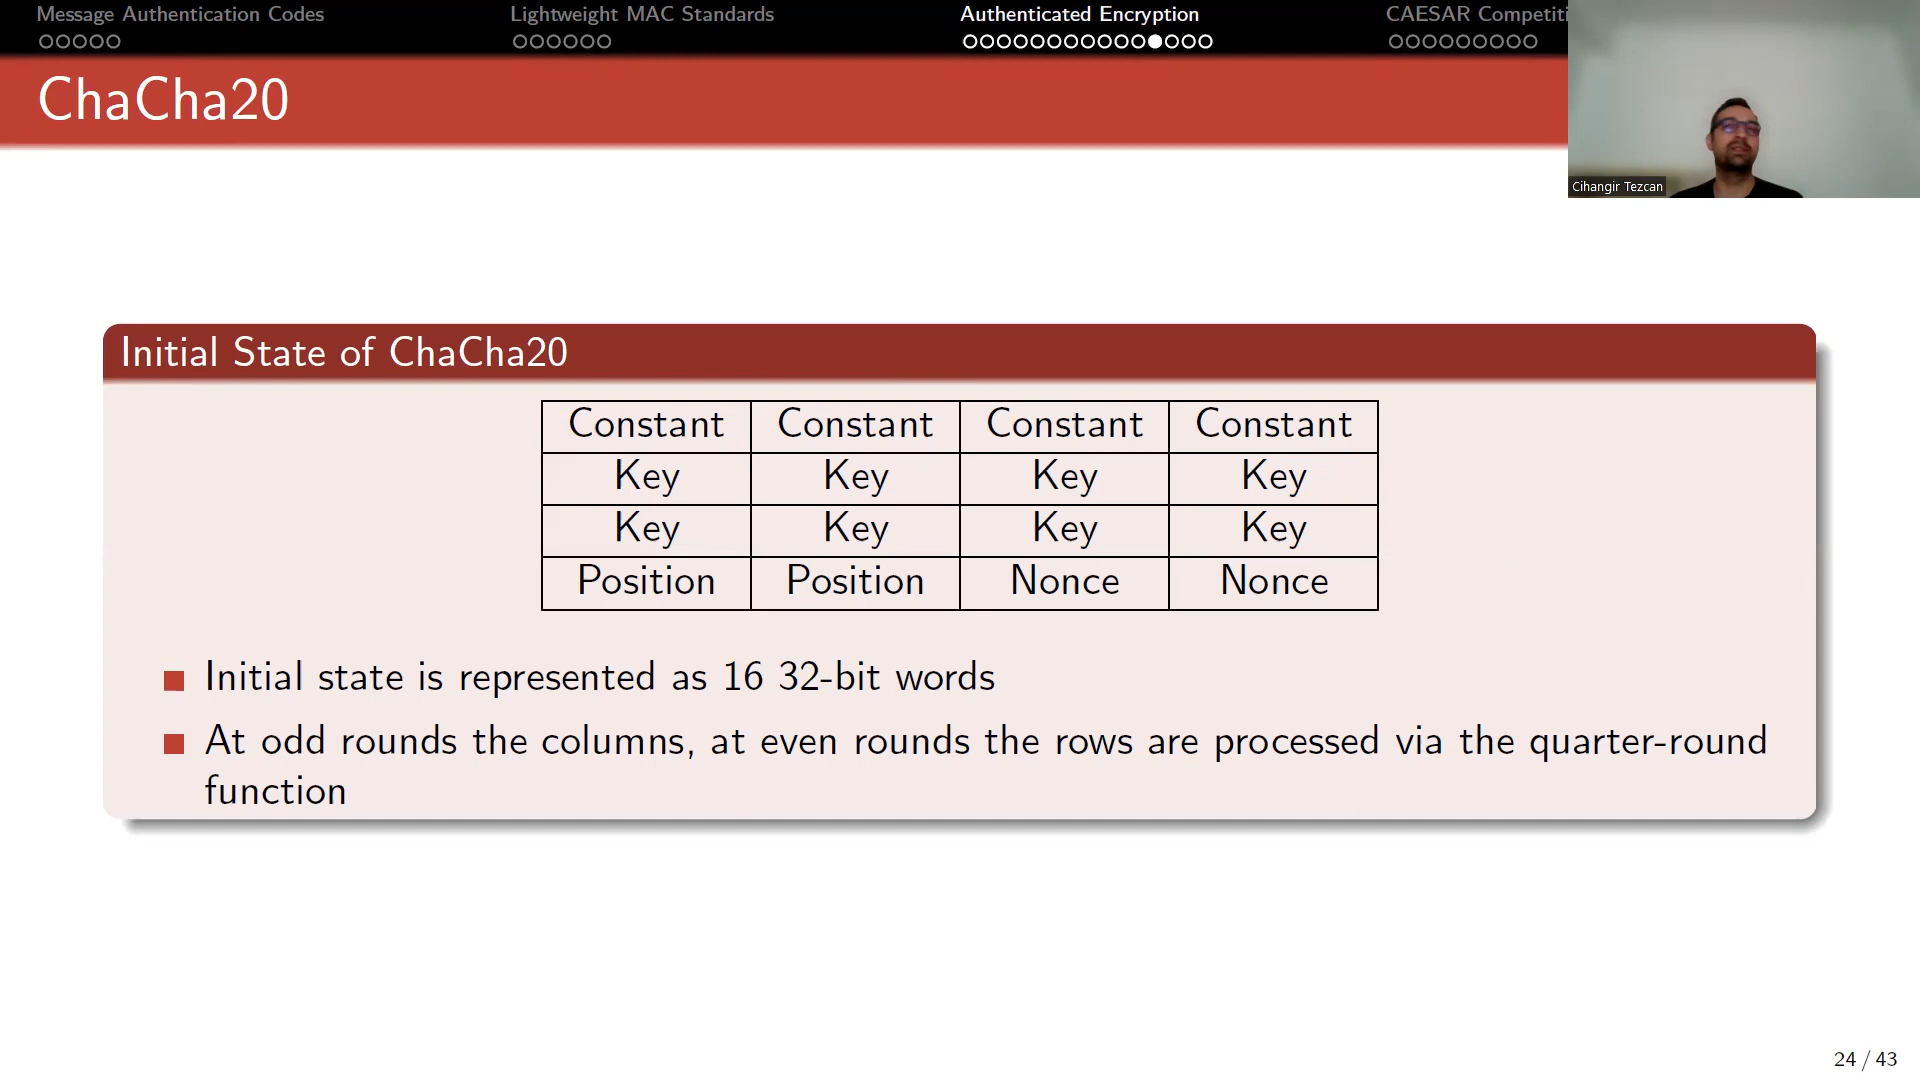 Message Authentication Codes
Lightweight MAC Standards
Authenticated Encryption
CAESAR Competiti
ChaCha20
Cihangir Tezcan
Initial State of ChaCha20
Constant Constant Constant Constant
Key Key Key Key
Key Key Key Key
Position Position Nonce Nonce
Initial state is represented as 16 32-bit words
At odd rounds the columns, at even rounds the rows are processed via the quarter-round
function
24 / 43